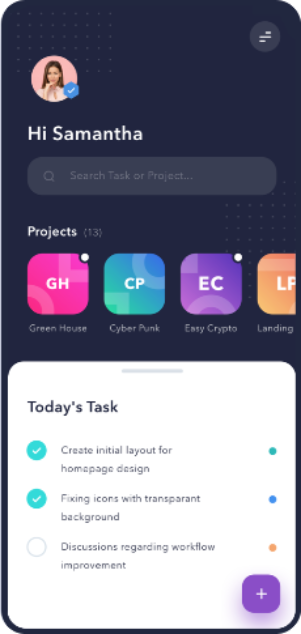 Hi Samantha
Search Task or Project...
Projects (13)
GH CP EC LP
Green House Cyber Punk Easy Crypto Landing
Today's Task
Create initial layout for
homepage design
Fixing icons with transparant
background
Discussions regarding workflow
improvement
+